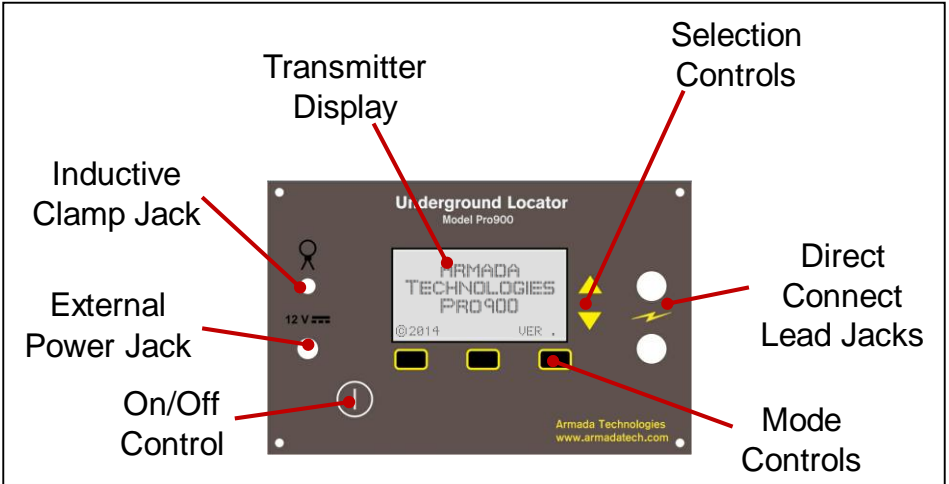 Selection
Controls
Transmitter
Display
Inductive
Clamp Jack
Underground Locator
Model Pro900
ARMADA
TECHNOLOGIES
PRO900
©2014 VER .
Direct
Connect
Lead Jacks
External
Power Jack
12 V
On/Off
Control
Armada Technologies
www.armadatech.com
Mode
Controls